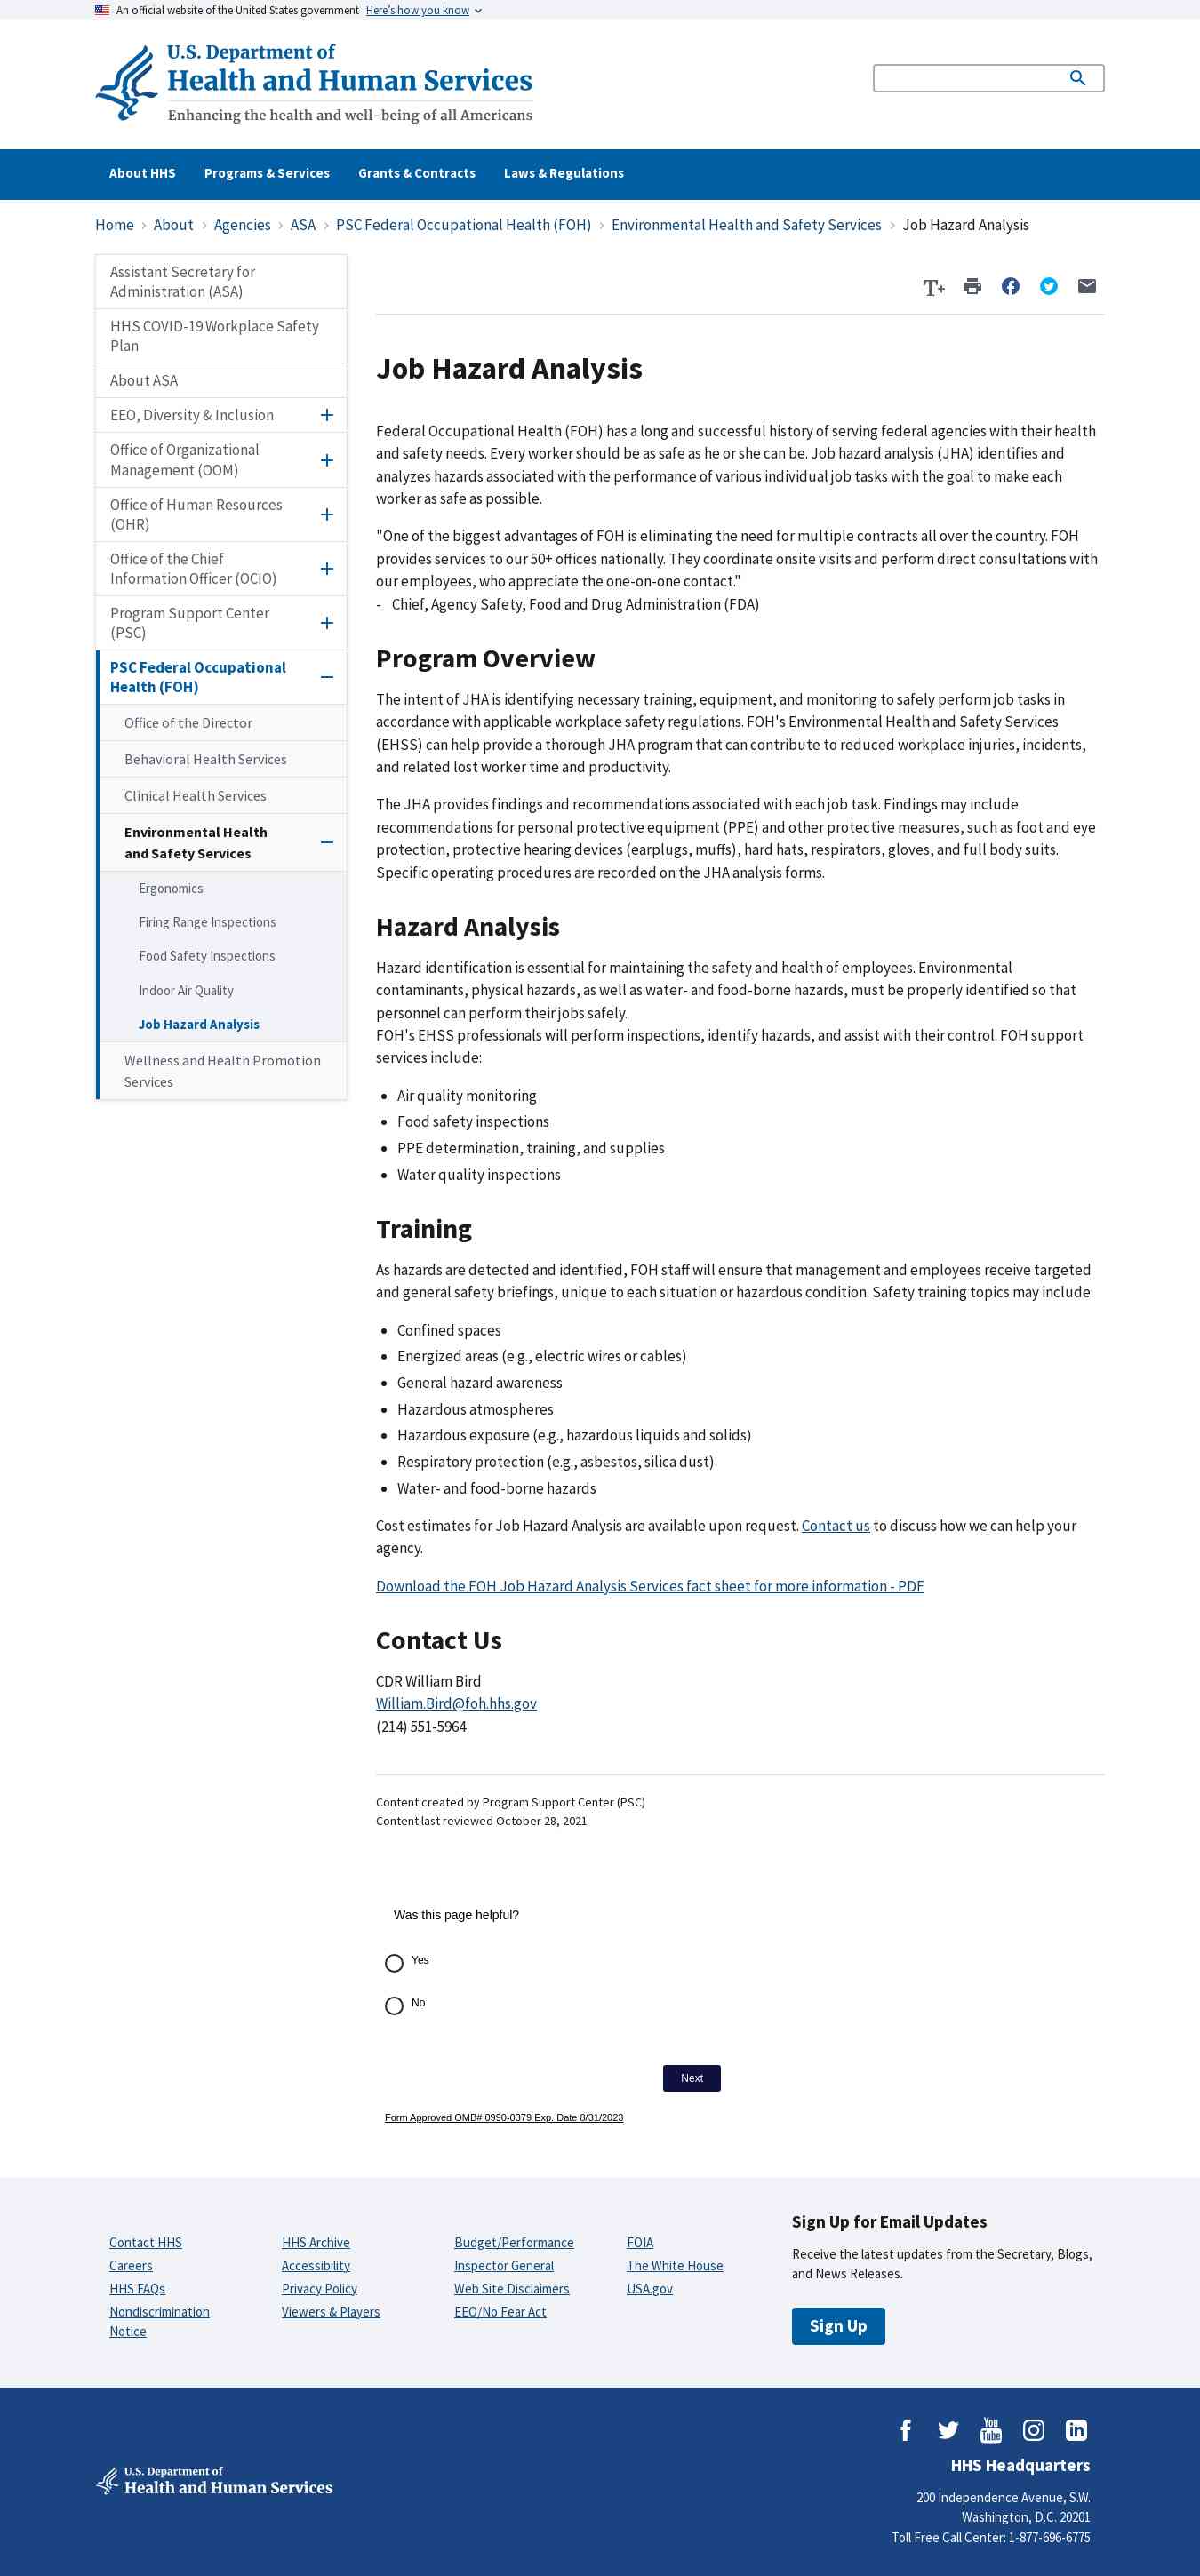 An official website of the United States government Here's how you know
U.S. Department of
Health and Human Services
Enhancing the health and well-being of all Americans
About HHS Programs & Services Grants & Contracts Laws & Regulations
Home › About › Agencies › ASA › PSC Federal Occupational Health (FOH) › Environmental Health and Safety Services › Job Hazard Analysis
Assistant Secretary for
Administration (ASA)
HHS COVID-19 Workplace Safety
Plan
About ASA
EEO, Diversity & Inclusion
Office of Organizational
Management (OOM)
Office of Human Resources
(OHR)
Office of the Chief
Information Officer (OCIO)
Program Support Center
(PSC)
PSC Federal Occupational
Health (FOH)
Office of the Director
Behavioral Health Services
Clinical Health Services
Environmental Health
and Safety Services
Ergonomics
Firing Range Inspections
Food Safety Inspections
Indoor Air Quality
Job Hazard Analysis
Wellness and Health Promotion
Services
T+
Job Hazard Analysis
Federal Occupational Health (FOH) has a long and successful history of serving federal agencies with their health
and safety needs. Every worker should be as safe as he or she can be. Job hazard analysis (JHA) identifies and
analyzes hazards associated with the performance of various individual job tasks with the goal to make each
worker as safe as possible.
"One of the biggest advantages of FOH is eliminating the need for multiple contracts all over the country. FOH
provides services to our 50+ offices nationally. They coordinate onsite visits and perform direct consultations with
our employees, who appreciate the one-on-one contact."
- Chief, Agency Safety, Food and Drug Administration (FDA)
Program Overview
The intent of JHA is identifying necessary training, equipment, and monitoring to safely perform job tasks in
accordance with applicable workplace safety regulations. FOH's Environmental Health and Safety Services
(EHSS) can help provide a thorough JHA program that can contribute to reduced workplace injuries, incidents,
and related lost worker time and productivity.
The JHA provides findings and recommendations associated with each job task. Findings may include
recommendations for personal protective equipment (PPE) and other protective measures, such as foot and eye
protection, protective hearing devices (earplugs, muffs), hard hats, respirators, gloves, and full body suits.
Specific operating procedures are recorded on the JHA analysis forms.
Hazard Analysis
Hazard identification is essential for maintaining the safety and health of employees. Environmental
contaminants, physical hazards, as well as water- and food-borne hazards, must be properly identified so that
personnel can perform their jobs safely.
FOH's EHSS professionals will perform inspections, identify hazards, and assist with their control. FOH support
services include:
• Air quality monitoring
• Food safety inspections
• PPE determination, training, and supplies
• Water quality inspections
Training
As hazards are detected and identified, FOH staff will ensure that management and employees receive targeted
and general safety briefings, unique to each situation or hazardous condition. Safety training topics may include:
• Confined spaces
• Energized areas (e.g., electric wires or cables)
• General hazard awareness
• Hazardous atmospheres
• Hazardous exposure (e.g., hazardous liquids and solids)
• Respiratory protection (e.g., asbestos, silica dust)
• Water- and food-borne hazards
Cost estimates for Job Hazard Analysis are available upon request. Contact us to discuss how we can help your
agency.
Download the FOH Job Hazard Analysis Services fact sheet for more information - PDF
Contact Us
CDR William Bird
William.Bird@foh.hhs.gov
(214) 551-5964
Content created by Program Support Center (PSC)
Content last reviewed October 28, 2021
Was this page helpful?
Yes
No
Next
Form Approved OMB# 0990-0379 Exp. Date 8/31/2023
Contact HHS
Careers
HHS FAQs
Nondiscrimination
Notice
HHS Archive
Accessibility
Privacy Policy
Viewers & Players
Budget/Performance
Inspector General
Web Site Disclaimers
EEO/No Fear Act
FOIA
The White House
USA.gov
Sign Up for Email Updates
Receive the latest updates from the Secretary, Blogs,
and News Releases.
Sign Up
You
Tube
U.S. Department of
Health and Human Services
HHS Headquarters
200 Independence Avenue, S.W.
Washington, D.C. 20201
Toll Free Call Center: 1-877-696-6775